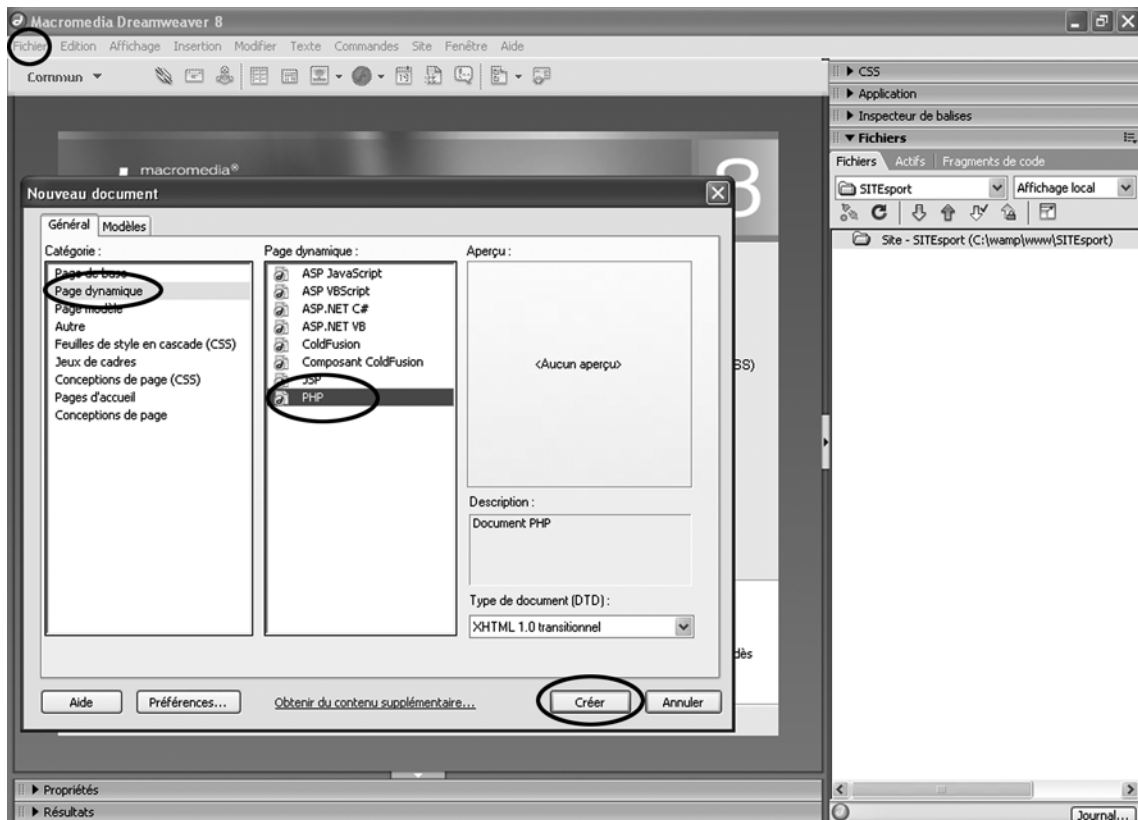 Macromedia Dreamweaver 8
Fichier Edition Affichage Insertion Modifier Texte Commandes Site Fenêtre Aide
Commun
CSS
Application
Inspecteur de balises
Fichiers
Fichiers Actifs Fragments de code
SITEsport Affichage local
Site - SITEsport (C:\wamp\www\SITEsport)
macromedia®
8
Nouveau document
Général Modèles
Catégorie :
Page de base
Page dynamique
Page modèle
Autre
Feuilles de style en cascade (CSS)
Jeux de cadres
Conceptions de page (CSS)
Pages d'accueil
Conceptions de page
Page dynamique :
ASP JavaScript
ASP VBScript
ASP.NET C#
ASP.NET VB
ColdFusion
Composant ColdFusion
JSP
PHP
Aperçu :
<Aucun aperçu>
Description :
Document PHP
Type de document (DTD) :
XHTML 1.0 transitionnel
Aide Préférences... Obtenir du contenu supplémentaire... Créer Annuler
SS)
dès
Propriétés
Résultats
Journal...